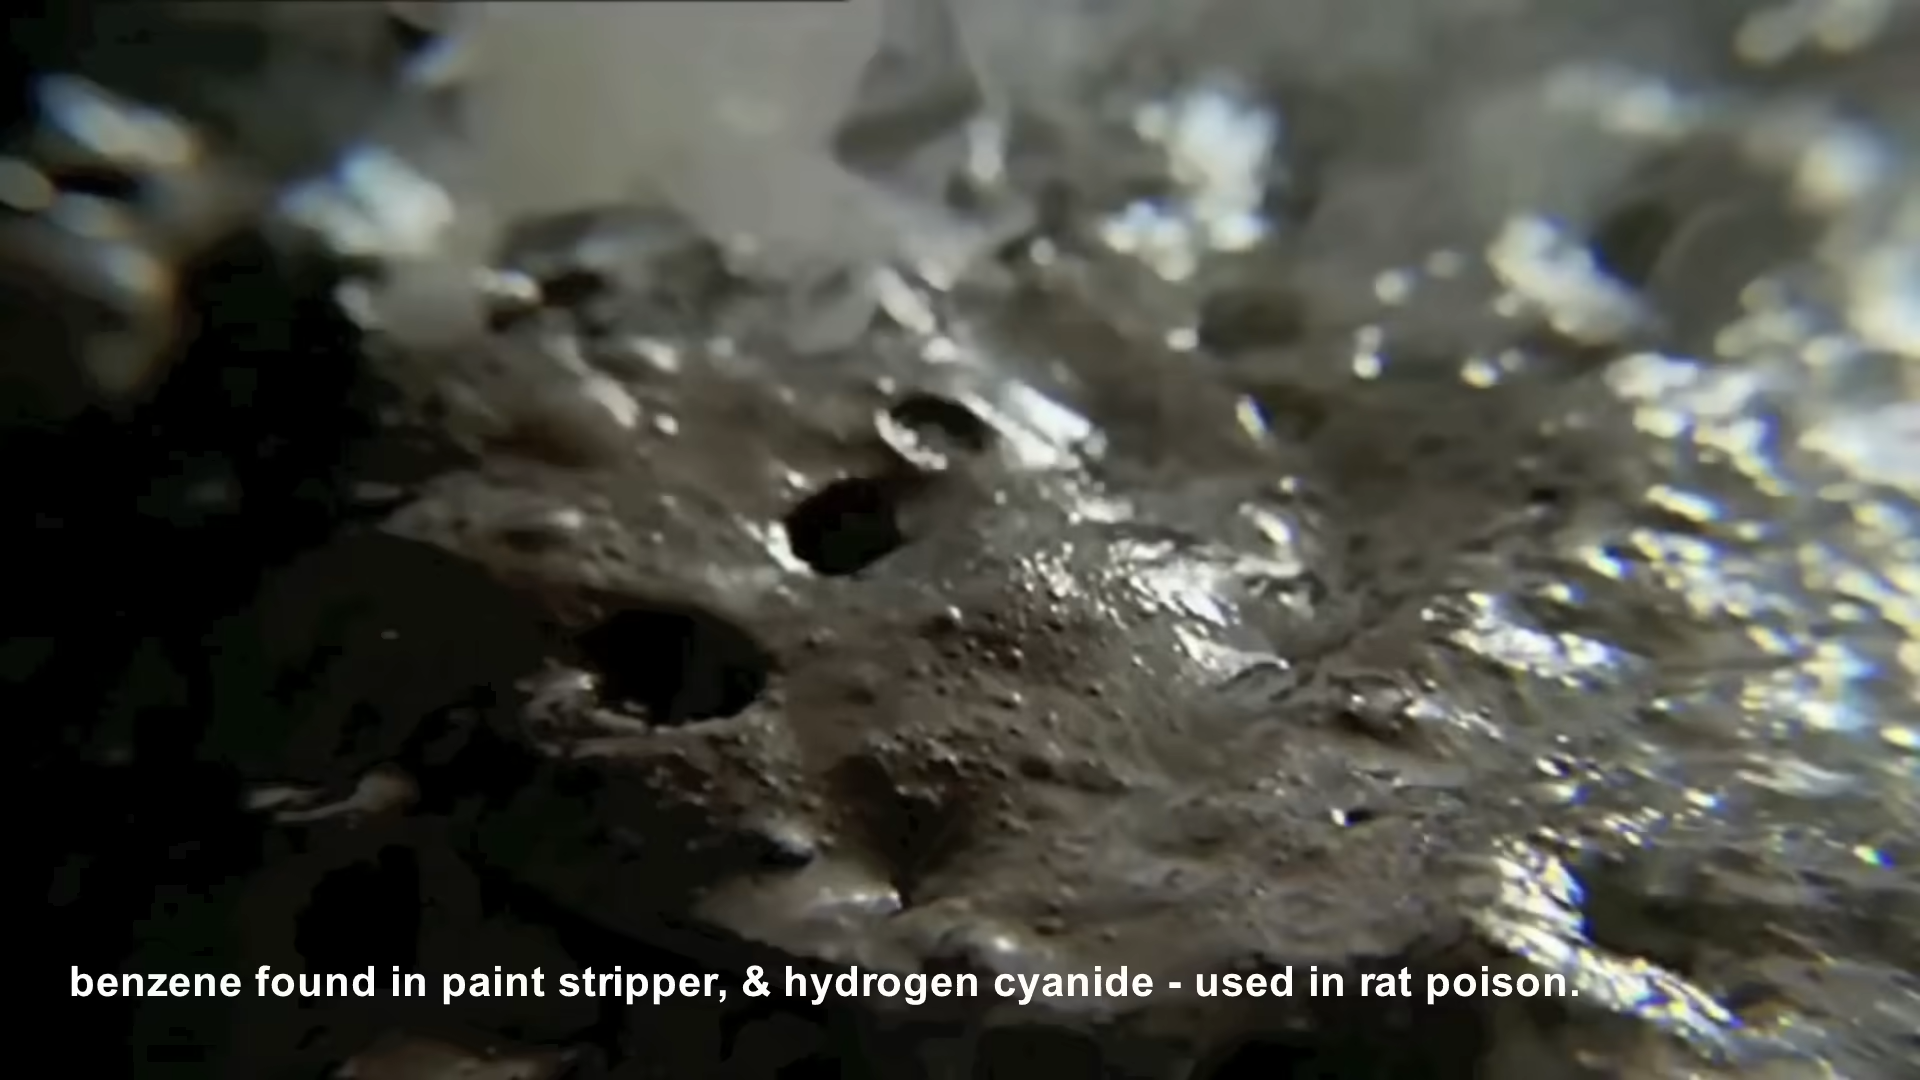 benzene found in paint stripper, & hydrogen cyanide - used in rat poison.